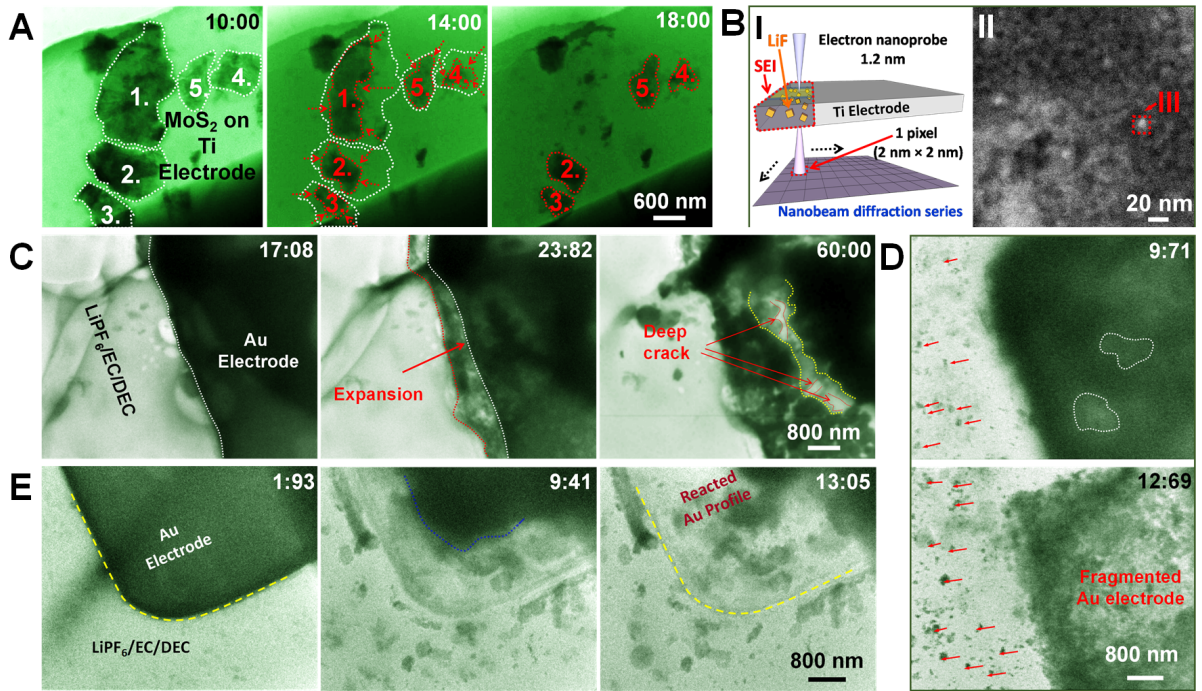 A
10:00
1.
5.
4.
MoS2 on
Ti
Electrode
2.
3.
14:00
1.
5.
4.
2.
3.
18:00
5.
4.
2.
3.
600 nm
B
I
LiF
SEI
Electron nanoprobe
1.2 nm
Ti Electrode
1 pixel
(2 nm × 2 nm)
Nanobeam diffraction series
II
III
20 nm
C
17:08
LiPF6/EC/DEC
Au
Electrode
23:82
Expansion
60:00
Deep
crack
800 nm
D
9:71
12:69
Fragmented
Au electrode
800 nm
E
1:93
Au
Electrode
LiPF6/EC/DEC
9:41
13:05
Reacted
Au Profile
800 nm